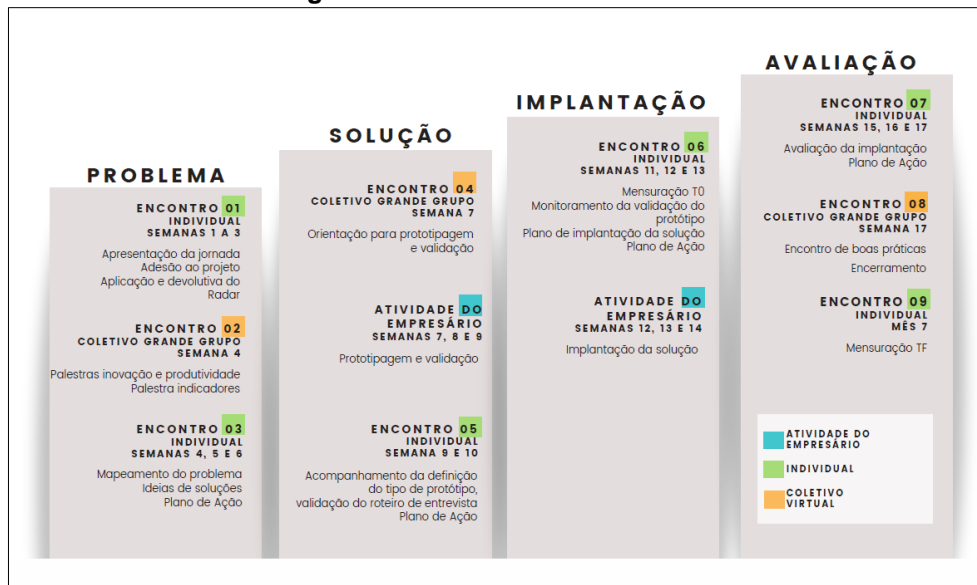 PROBLEMA
ENCONTRO 01
INDIVIDUAL
SEMANAS 1 A 3
Apresentação da jornada
Adesão ao projeto
Aplicação e devolutiva do
Radar
ENCONTRO 02
COLETIVO GRANDE GRUPO
SEMANA 4
Palestras inovação e produtividade
Palestra indicadores
ENCONTRO 03
INDIVIDUAL
SEMANAS 4, 5 E 6
Mapeamento do problema
Ideias de soluções
Plano de Ação
SOLUÇÃO
ENCONTRO 04
COLETIVO GRANDE GRUPO
SEMANA 7
Orientação para prototipagem
e validação
ATIVIDADE DO
EMPRESÁRIO
SEMANAS 7, 8 E 9
Prototipagem e validação
ENCONTRO 05
INDIVIDUAL
SEMANA 9 E 10
Acompanhamento da definição
do tipo de protótipo,
validação do roteiro de entrevista
Plano de Ação
IMPLANTAÇÃO
ENCONTRO 06
INDIVIDUAL
SEMANAS 11, 12 E 13
Mensuração T0
Monitoramento da validação do
protótipo
Plano de implantação da solução
Plano de Ação
ATIVIDADE DO
EMPRESÁRIO
SEMANAS 12, 13 E 14
Implantação da solução
AVALIAÇÃO
ENCONTRO 07
INDIVIDUAL
SEMANAS 15, 16 E 17
Avaliação da implantação
Plano de Ação
ENCONTRO 08
COLETIVO GRANDE GRUPO
SEMANA 17
Encontro de boas práticas
Encerramento
ENCONTRO 09
INDIVIDUAL
MÊS 7
Mensuração TF
ATIVIDADE DO
EMPRESÁRIO
INDIVIDUAL
COLETIVO
VIRTUAL